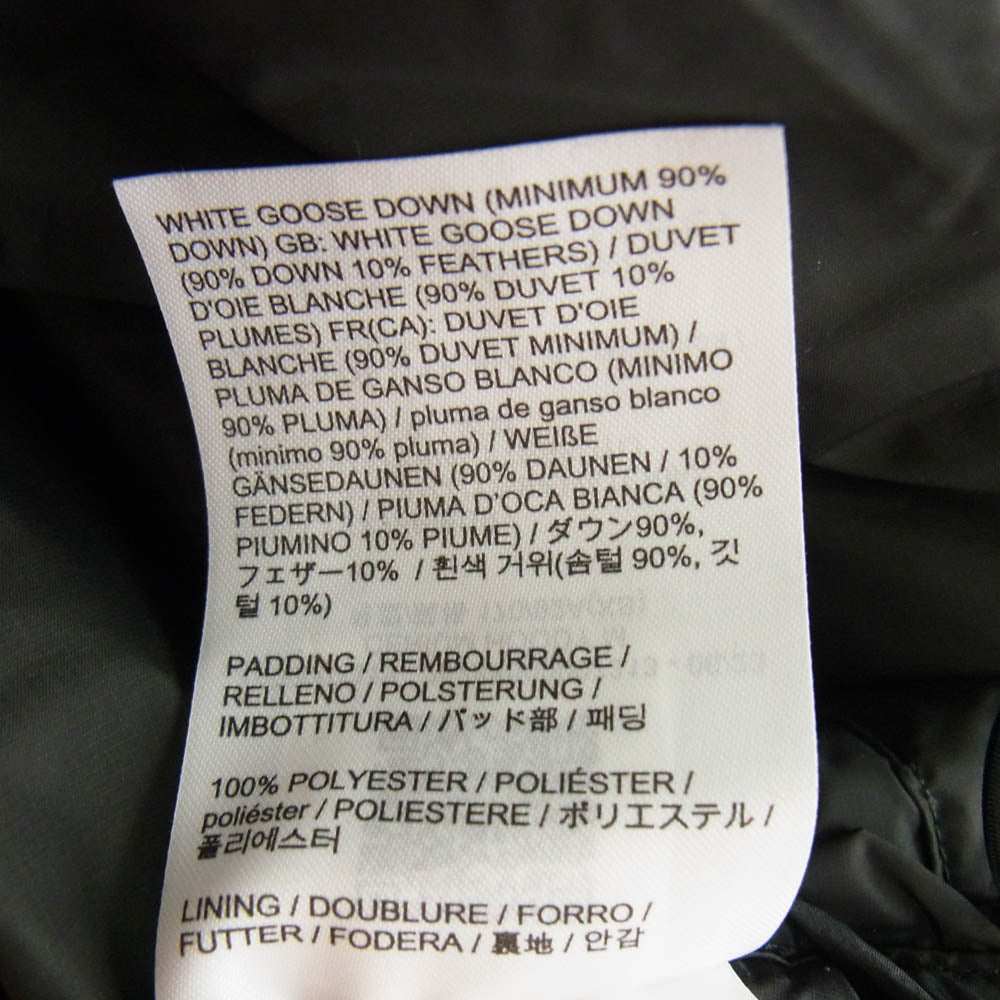 WHITE GOOSE DOWN (MINIMUM 90%
DOWN) GB: WHITE GOOSE DOWN
(90% DOWN 10% FEATHERS) / DUVET
D'OIE BLANCHE (90% DUVET 10%
PLUMES) FR(CA): DUVET D'OIE
BLANCHE (90% DUVET MINIMUM) /
PLUMA DE GANSO BLANCO (MINIMO
90% PLUMA) / pluma de ganso blanco
(minimo 90% pluma) / WEIßE
GÄNSEDAUNEN (90% DAUNEN / 10%
FEDERN) / PIUMA D'OCA BIANCA (90%
PIUMINO 10% PIUME) / ダウン90%,
フェザー10% / 흰색 거위(솜털 90%, 깃
털 10%)
PADDING / REMBOURRAGE /
RELLENO / POLSTERUNG /
IMBOTTITURA / パッド部 / 패딩
100% POLYESTER / POLIÉSTER /
poliéster / POLIESTERE / ポリエステル /
폴리에스터
LINING / DOUBLURE / FORRO /
FUTTER / FODERA / 裏地 / 안감